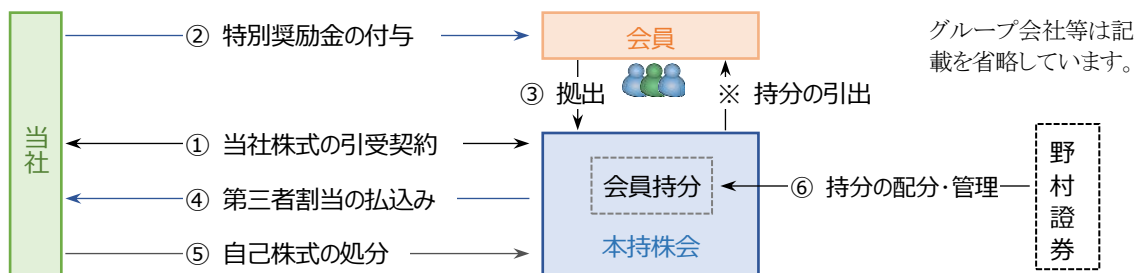 ② 特別奨励金の付与
会員
グループ会社等は記
載を省略しています。
③ 拠出
※ 持分の引出
当社
① 当社株式の引受契約
野村證券
会員持分
⑥ 持分の配分・管理
④ 第三者割当の払込み
本持株会
⑤ 自己株式の処分